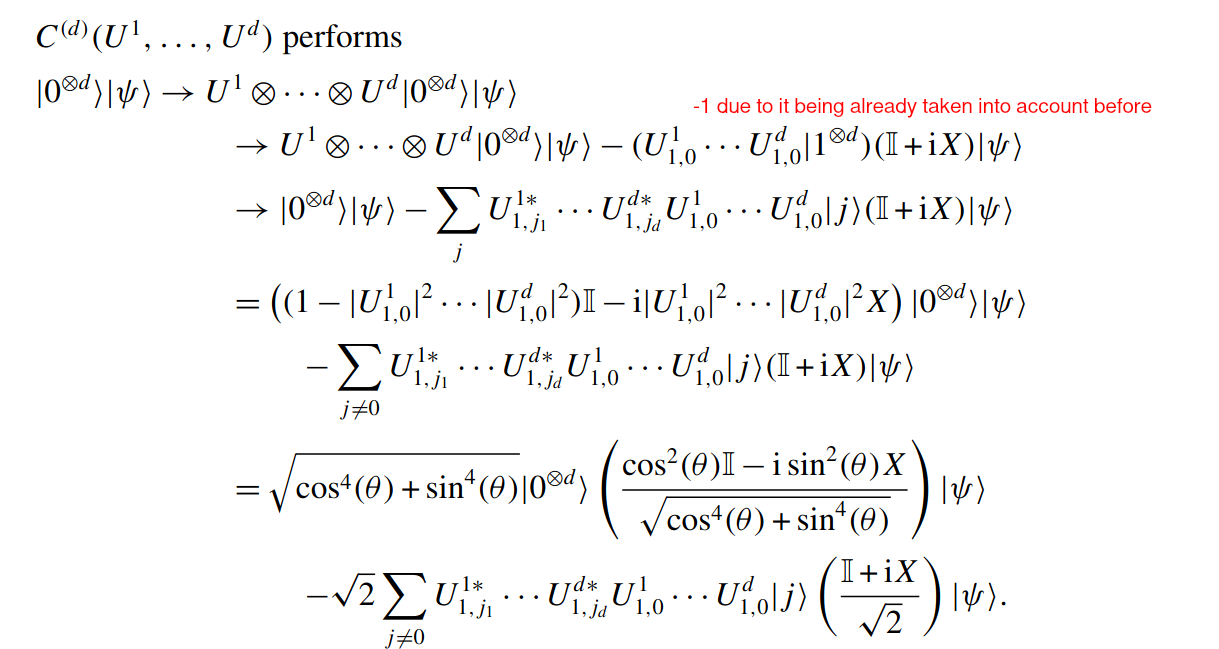 C^{(d)}(U^1, …, U^d) performs
|0^{⊗d}⟩|ψ⟩ → U^1 ⊗ ⋯ ⊗ U^d|0^{⊗d}⟩|ψ⟩
-1 due to it being already taken into account before
→ U^1 ⊗ ⋯ ⊗ U^d|0^{⊗d}⟩|ψ⟩ − (U^1_{1,0} ⋯ U^d_{1,0}|1^{⊗d})(𝕀 + iX)|ψ⟩
→ |0^{⊗d}⟩|ψ⟩ − ∑_j U^{1*}_{1,j_1} ⋯ U^{d*}_{1,j_d} U^1_{1,0} ⋯ U^d_{1,0}|j⟩(𝕀 + iX)|ψ⟩
= ((1 − |U^1_{1,0}|^2 ⋯ |U^d_{1,0}|^2)𝕀 − i|U^1_{1,0}|^2 ⋯ |U^d_{1,0}|^2 X) |0^{⊗d}⟩|ψ⟩
− ∑_{j≠0} U^{1*}_{1,j_1} ⋯ U^{d*}_{1,j_d} U^1_{1,0} ⋯ U^d_{1,0}|j⟩(𝕀 + iX)|ψ⟩
= √(cos^4(θ) + sin^4(θ))|0^{⊗d}⟩ ((cos^2(θ)𝕀 − i sin^2(θ)X)/√(cos^4(θ) + sin^4(θ))) |ψ⟩
−√2 ∑_{j≠0} U^{1*}_{1,j_1} ⋯ U^{d*}_{1,j_d} U^1_{1,0} ⋯ U^d_{1,0}|j⟩ ((𝕀 + iX)/√2) |ψ⟩.